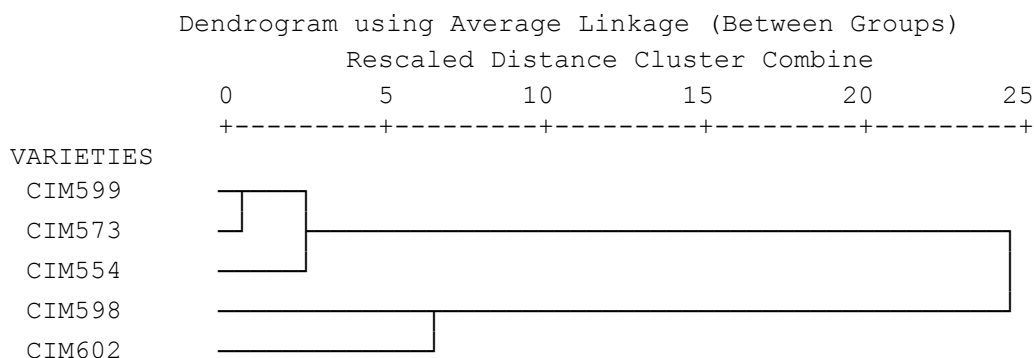 Dendrogram using Average Linkage (Between Groups)
Rescaled Distance Cluster Combine
0 5 10 15 20 25
+---------+---------+---------+---------+---------+
VARIETIES
CIM599
CIM573
CIM554
CIM598
CIM602